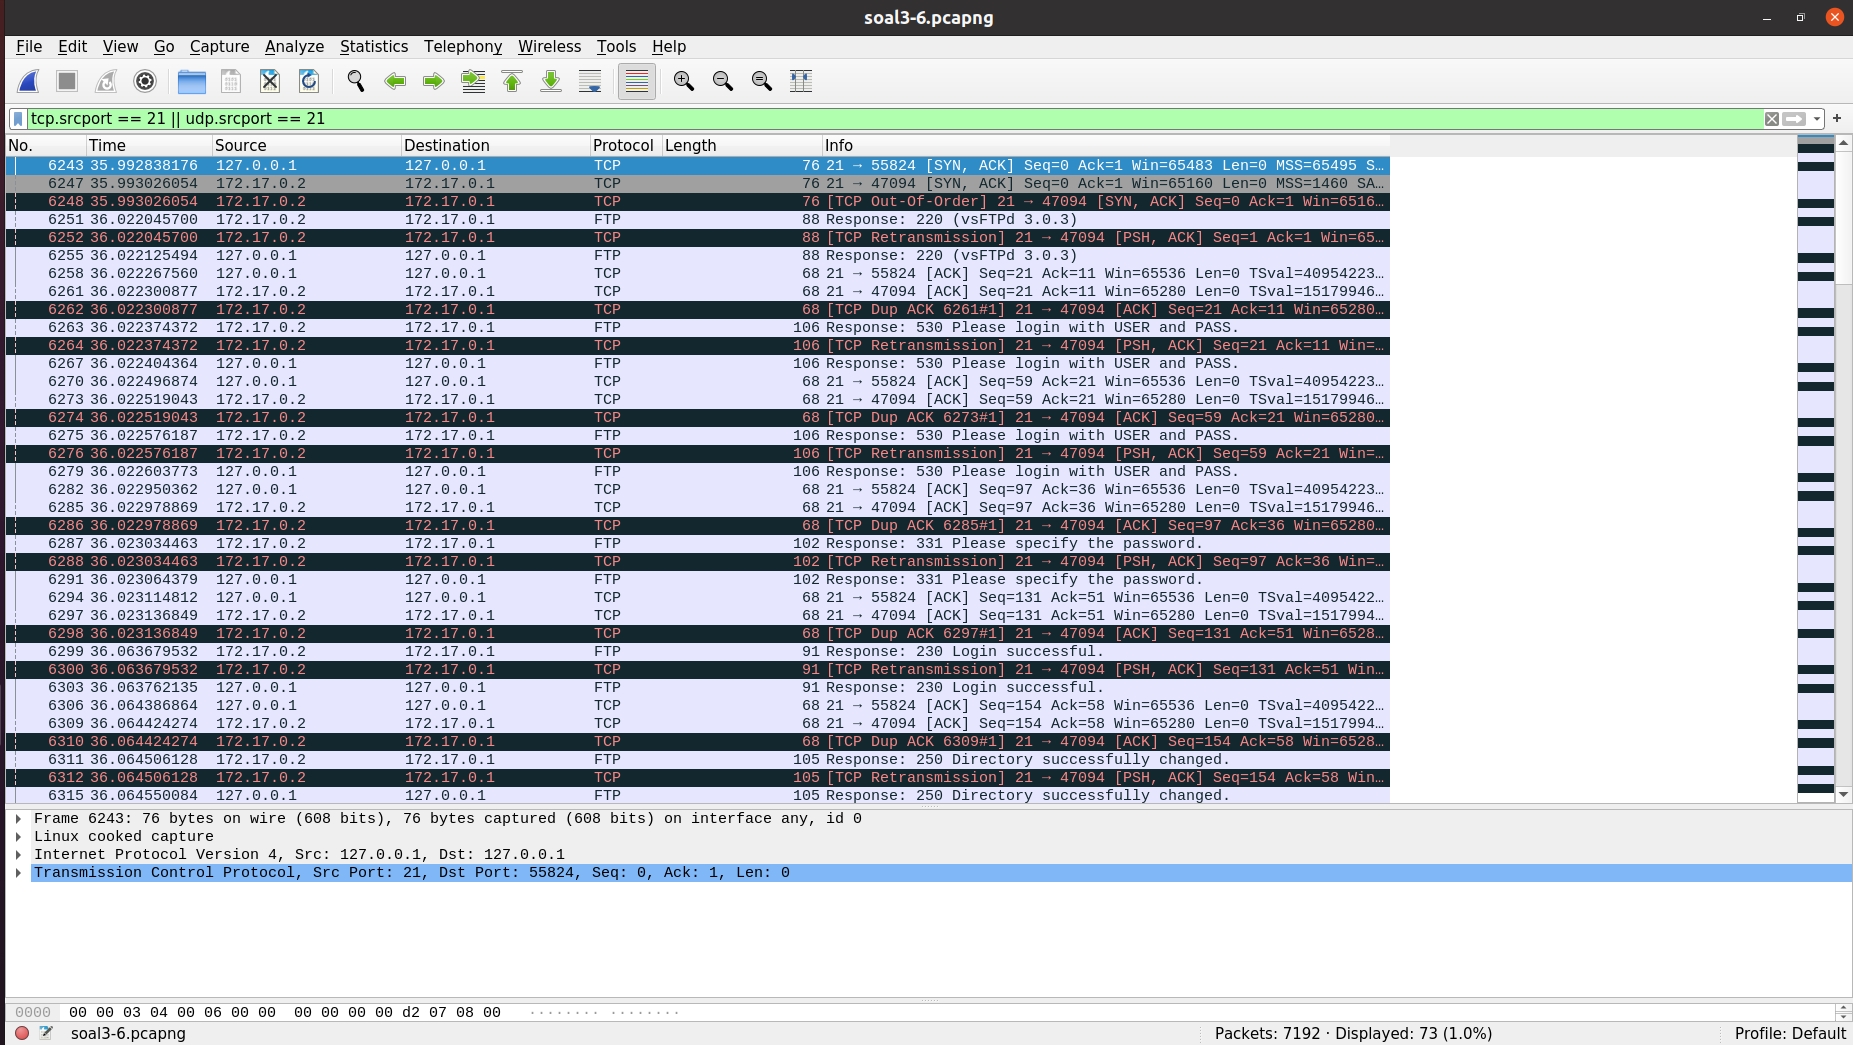 soal3-6.pcapng
File Edit View Go Capture Analyze Statistics Telephony Wireless Tools Help
tcp.srcport == 21 || udp.srcport == 21
No. Time Source Destination Protocol Length Info
6243 35.992838176 127.0.0.1 127.0.0.1 TCP 76 21 → 55824 [SYN, ACK] Seq=0 Ack=1 Win=65483 Len=0 MSS=65495 S…
6247 35.993026054 172.17.0.2 172.17.0.1 TCP 76 21 → 47094 [SYN, ACK] Seq=0 Ack=1 Win=65160 Len=0 MSS=1460 SA…
6248 35.993026054 172.17.0.2 172.17.0.1 TCP 76 [TCP Out-Of-Order] 21 → 47094 [SYN, ACK] Seq=0 Ack=1 Win=6516…
6251 36.022045700 172.17.0.2 172.17.0.1 FTP 88 Response: 220 (vsFTPd 3.0.3)
6252 36.022045700 172.17.0.2 172.17.0.1 TCP 88 [TCP Retransmission] 21 → 47094 [PSH, ACK] Seq=1 Ack=1 Win=65…
6255 36.022125494 127.0.0.1 127.0.0.1 FTP 88 Response: 220 (vsFTPd 3.0.3)
6258 36.022267560 127.0.0.1 127.0.0.1 TCP 68 21 → 55824 [ACK] Seq=21 Ack=11 Win=65536 Len=0 TSval=40954223…
6261 36.022300877 172.17.0.2 172.17.0.1 TCP 68 21 → 47094 [ACK] Seq=21 Ack=11 Win=65280 Len=0 TSval=15179946…
6262 36.022300877 172.17.0.2 172.17.0.1 TCP 68 [TCP Dup ACK 6261#1] 21 → 47094 [ACK] Seq=21 Ack=11 Win=65280…
6263 36.022374372 172.17.0.2 172.17.0.1 FTP 106 Response: 530 Please login with USER and PASS.
6264 36.022374372 172.17.0.2 172.17.0.1 TCP 106 [TCP Retransmission] 21 → 47094 [PSH, ACK] Seq=21 Ack=11 Win=…
6267 36.022404364 127.0.0.1 127.0.0.1 FTP 106 Response: 530 Please login with USER and PASS.
6270 36.022496874 127.0.0.1 127.0.0.1 TCP 68 21 → 55824 [ACK] Seq=59 Ack=21 Win=65536 Len=0 TSval=40954223…
6273 36.022519043 172.17.0.2 172.17.0.1 TCP 68 21 → 47094 [ACK] Seq=59 Ack=21 Win=65280 Len=0 TSval=15179946…
6274 36.022519043 172.17.0.2 172.17.0.1 TCP 68 [TCP Dup ACK 6273#1] 21 → 47094 [ACK] Seq=59 Ack=21 Win=65280…
6275 36.022576187 172.17.0.2 172.17.0.1 FTP 106 Response: 530 Please login with USER and PASS.
6276 36.022576187 172.17.0.2 172.17.0.1 TCP 106 [TCP Retransmission] 21 → 47094 [PSH, ACK] Seq=59 Ack=21 Win=…
6279 36.022603773 127.0.0.1 127.0.0.1 FTP 106 Response: 530 Please login with USER and PASS.
6282 36.022950362 127.0.0.1 127.0.0.1 TCP 68 21 → 55824 [ACK] Seq=97 Ack=36 Win=65536 Len=0 TSval=40954223…
6285 36.022978869 172.17.0.2 172.17.0.1 TCP 68 21 → 47094 [ACK] Seq=97 Ack=36 Win=65280 Len=0 TSval=15179946…
6286 36.022978869 172.17.0.2 172.17.0.1 TCP 68 [TCP Dup ACK 6285#1] 21 → 47094 [ACK] Seq=97 Ack=36 Win=65280…
6287 36.023034463 172.17.0.2 172.17.0.1 FTP 102 Response: 331 Please specify the password.
6288 36.023034463 172.17.0.2 172.17.0.1 TCP 102 [TCP Retransmission] 21 → 47094 [PSH, ACK] Seq=97 Ack=36 Win=…
6291 36.023064379 127.0.0.1 127.0.0.1 FTP 102 Response: 331 Please specify the password.
6294 36.023114812 127.0.0.1 127.0.0.1 TCP 68 21 → 55824 [ACK] Seq=131 Ack=51 Win=65536 Len=0 TSval=4095422…
6297 36.023136849 172.17.0.2 172.17.0.1 TCP 68 21 → 47094 [ACK] Seq=131 Ack=51 Win=65280 Len=0 TSval=1517994…
6298 36.023136849 172.17.0.2 172.17.0.1 TCP 68 [TCP Dup ACK 6297#1] 21 → 47094 [ACK] Seq=131 Ack=51 Win=6528…
6299 36.063679532 172.17.0.2 172.17.0.1 FTP 91 Response: 230 Login successful.
6300 36.063679532 172.17.0.2 172.17.0.1 TCP 91 [TCP Retransmission] 21 → 47094 [PSH, ACK] Seq=131 Ack=51 Win…
6303 36.063762135 127.0.0.1 127.0.0.1 FTP 91 Response: 230 Login successful.
6306 36.064386864 127.0.0.1 127.0.0.1 TCP 68 21 → 55824 [ACK] Seq=154 Ack=58 Win=65536 Len=0 TSval=4095422…
6309 36.064424274 172.17.0.2 172.17.0.1 TCP 68 21 → 47094 [ACK] Seq=154 Ack=58 Win=65280 Len=0 TSval=1517994…
6310 36.064424274 172.17.0.2 172.17.0.1 TCP 68 [TCP Dup ACK 6309#1] 21 → 47094 [ACK] Seq=154 Ack=58 Win=6528…
6311 36.064506128 172.17.0.2 172.17.0.1 FTP 105 Response: 250 Directory successfully changed.
6312 36.064506128 172.17.0.2 172.17.0.1 TCP 105 [TCP Retransmission] 21 → 47094 [PSH, ACK] Seq=154 Ack=58 Win…
6315 36.064550084 127.0.0.1 127.0.0.1 FTP 105 Response: 250 Directory successfully changed.
Frame 6243: 76 bytes on wire (608 bits), 76 bytes captured (608 bits) on interface any, id 0
Linux cooked capture
Internet Protocol Version 4, Src: 127.0.0.1, Dst: 127.0.0.1
Transmission Control Protocol, Src Port: 21, Dst Port: 55824, Seq: 0, Ack: 1, Len: 0
0000 00 00 03 04 00 06 00 00 00 00 00 00 d2 07 08 00 ········ ········
soal3-6.pcapng Packets: 7192 · Displayed: 73 (1.0%) Profile: Default